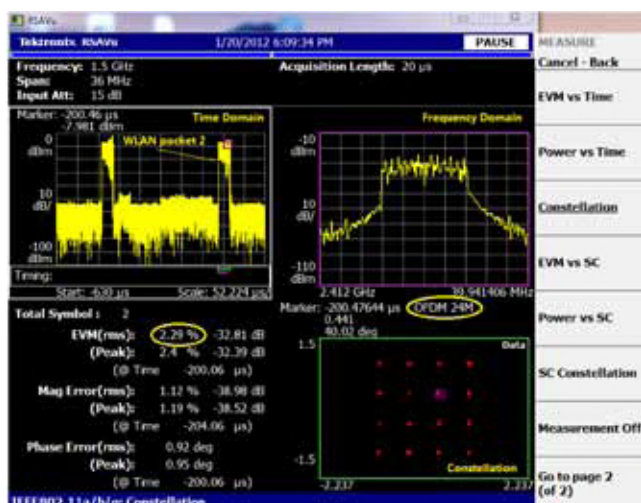 RSAVu
Tektronix RSAVu 1/20/2012 6:09:34 PM PAUSE
Frequency: 1.5 GHz Acquisition Length: 20 µs
Span: 36 MHz
Input Att: 15 dB
Marker: -200.46 µs Time Domain
-7.981 dBm
0
dBm
WLAN packet 2
10
dB/
-100
dBm
Timing:
Start: -630 µs Scale: 52.224 µs/
Frequency Domain
-10
dBm
10
dB/
-110
dBm
2.412 GHz 39.941406 MHz
Total Symbol : 2
EVM(rms): 2.29 % -32.81 dB
(Peak): 2.4 % -32.39 dB
(@ Time -200.06 µs)
Mag Error(rms): 1.12 % -38.98 dB
(Peak): 1.19 % -38.52 dB
(@ Time -204.06 µs)
Phase Error(rms): 0.92 deg
(Peak): 0.95 deg
(@ Time -200.06 µs)
Marker: -200.47644 µs OFDM 24M
0.441
40.02 deg
1.5
Data
-1.5
Constellation
-2.237 2.237
IEEE802.11a/b/g: Constellation
MEASURE
Cancel - Back
EVM vs Time
Power vs Time
Constellation
EVM vs SC
Power vs SC
SC Constellation
Measurement Off
Go to page 2
(of 2)